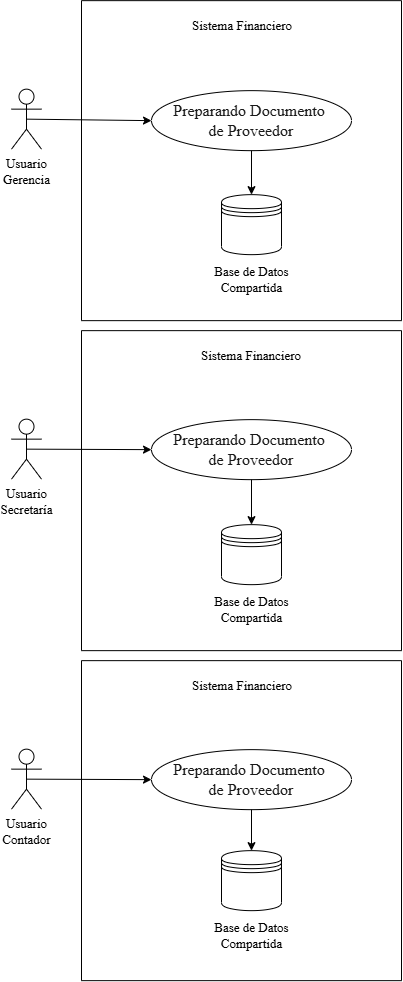 Sistema Financiero
Preparando Documento
de Proveedor
Usuario
Gerencia
Base de Datos
Compartida
Sistema Financiero
Preparando Documento
de Proveedor
Usuario
Secretaría
Base de Datos
Compartida
Sistema Financiero
Preparando Documento
de Proveedor
Usuario
Contador
Base de Datos
Compartida